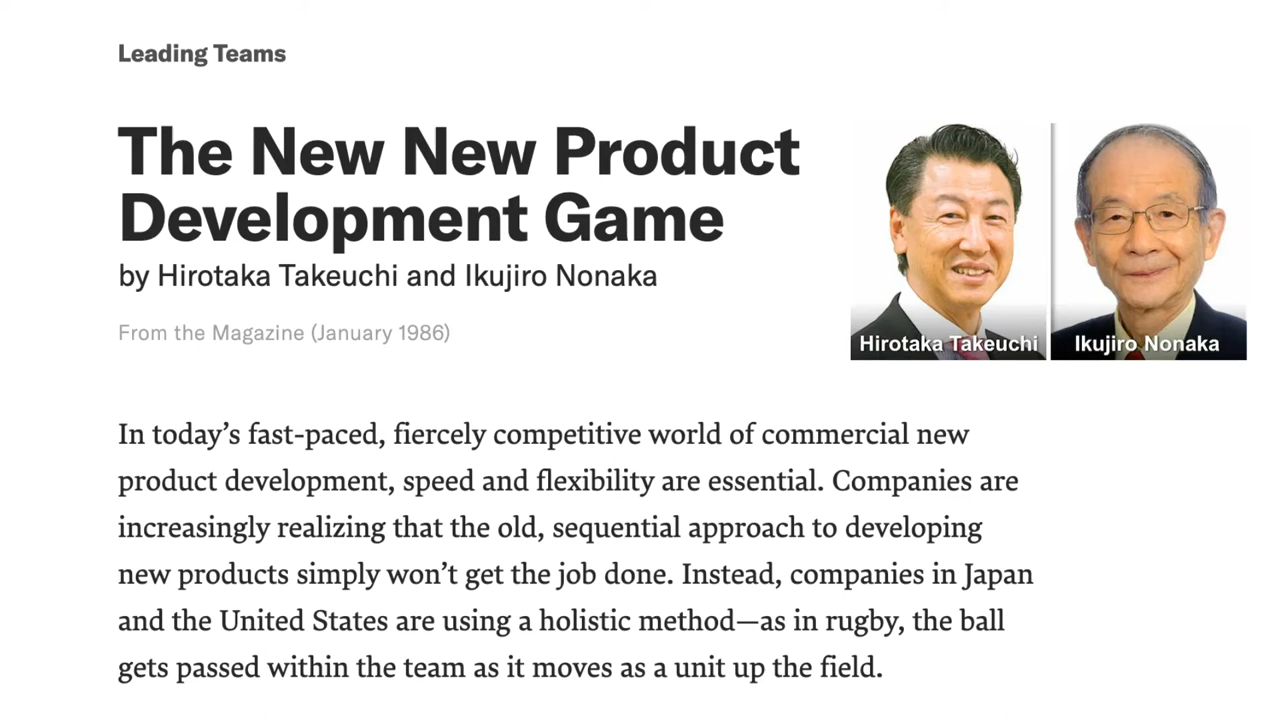 Leading Teams
The New New Product
Development Game
by Hirotaka Takeuchi and Ikujiro Nonaka
From the Magazine (January 1986)
Hirotaka Takeuchi
Ikujiro Nonaka
In today’s fast-paced, fiercely competitive world of commercial new
product development, speed and flexibility are essential. Companies are
increasingly realizing that the old, sequential approach to developing
new products simply won’t get the job done. Instead, companies in Japan
and the United States are using a holistic method—as in rugby, the ball
gets passed within the team as it moves as a unit up the field.